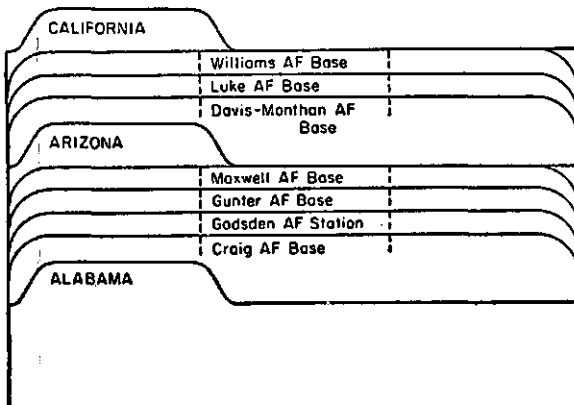 CALIFORNIA
Williams AF Base
Luke AF Base
Davis-Monthan AF
Base
ARIZONA
Maxwell AF Base
Gunter AF Base
Gadsden AF Station
Craig AF Base
ALABAMA